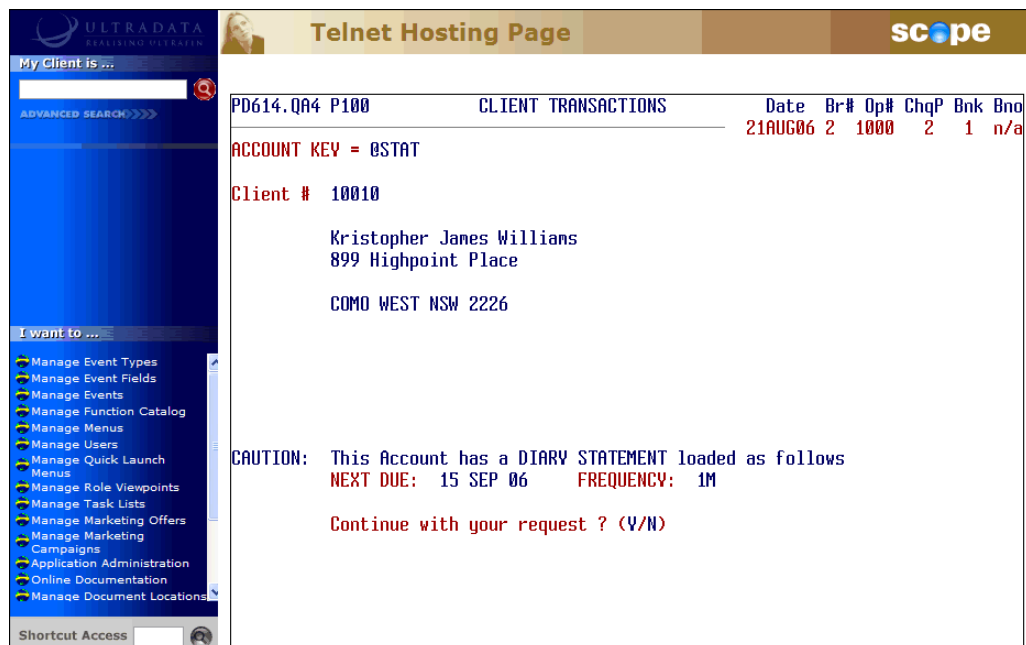 ULTRADATA
REALISING ULTRAFIN
Telnet Hosting Page
scope
My Client is ...
ADVANCED SEARCH
PD614.QA4 P100 CLIENT TRANSACTIONS Date Br# Op# ChqP Bnk Bno
21AUG06 2 1000 2 1 n/a
ACCOUNT KEY = @STAT
Client # 10010
Kristopher James Williams
899 Highpoint Place
COMO WEST NSW 2226
I want to ...
Manage Event Types
Manage Event Fields
Manage Events
Manage Function Catalog
Manage Menus
Manage Users
Manage Quick Launch
Menus
Manage Role Viewpoints
Manage Task Lists
Manage Marketing Offers
Manage Marketing
Campaigns
Application Administration
Online Documentation
Manage Document Locations
CAUTION: This Account has a DIARY STATEMENT loaded as follows
NEXT DUE: 15 SEP 06 FREQUENCY: 1M
Continue with your request ? (Y/N)
Shortcut Access